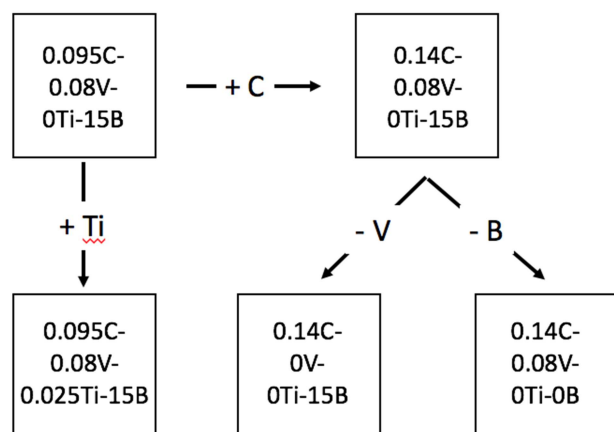 0.095C-
0.08V-
0Ti-15B
+ C
0.14C-
0.08V-
0Ti-15B
+ Ti
- V
- B
0.095C-
0.08V-
0.025Ti-15B
0.14C-
0V-
0Ti-15B
0.14C-
0.08V-
0Ti-0B